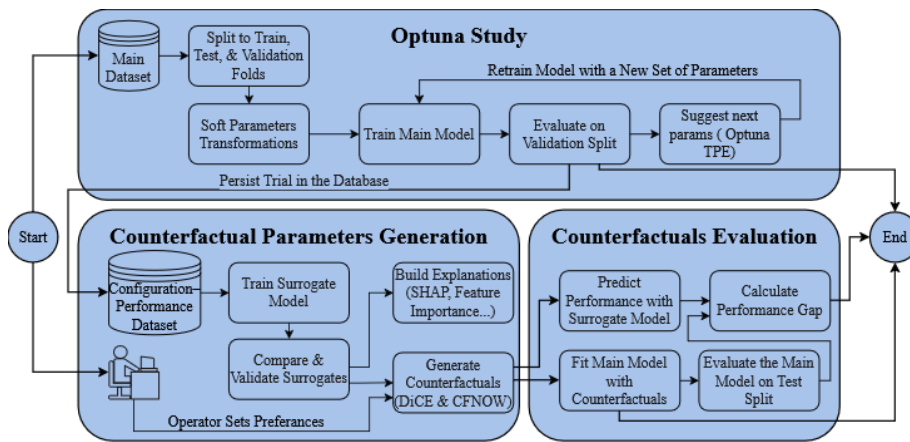 Optuna Study
Main
Dataset
Split to Train,
Test, & Validation
Folds
Retrain Model with a New Set of Parameters
Soft Parameters
Transformations
Train Main Model
Evaluate on
Validation Split
Suggest next
params ( Optuna
TPE)
Persist Trial in the Database
Start
End
Counterfactual Parameters Generation
Configuration-
Performance
Dataset
Train Surrogate
Model
Build Explanations
(SHAP, Feature
Importance...)
Compare &
Validate Surrogates
Generate
Counterfactuals
(DiCE & CFNOW)
Operator Sets Preferances
Counterfactuals Evaluation
Predict
Performance with
Surrogate Model
Calculate
Performance Gap
Fit Main Model
with
Counterfactuals
Evaluate the Main
Model on Test
Split